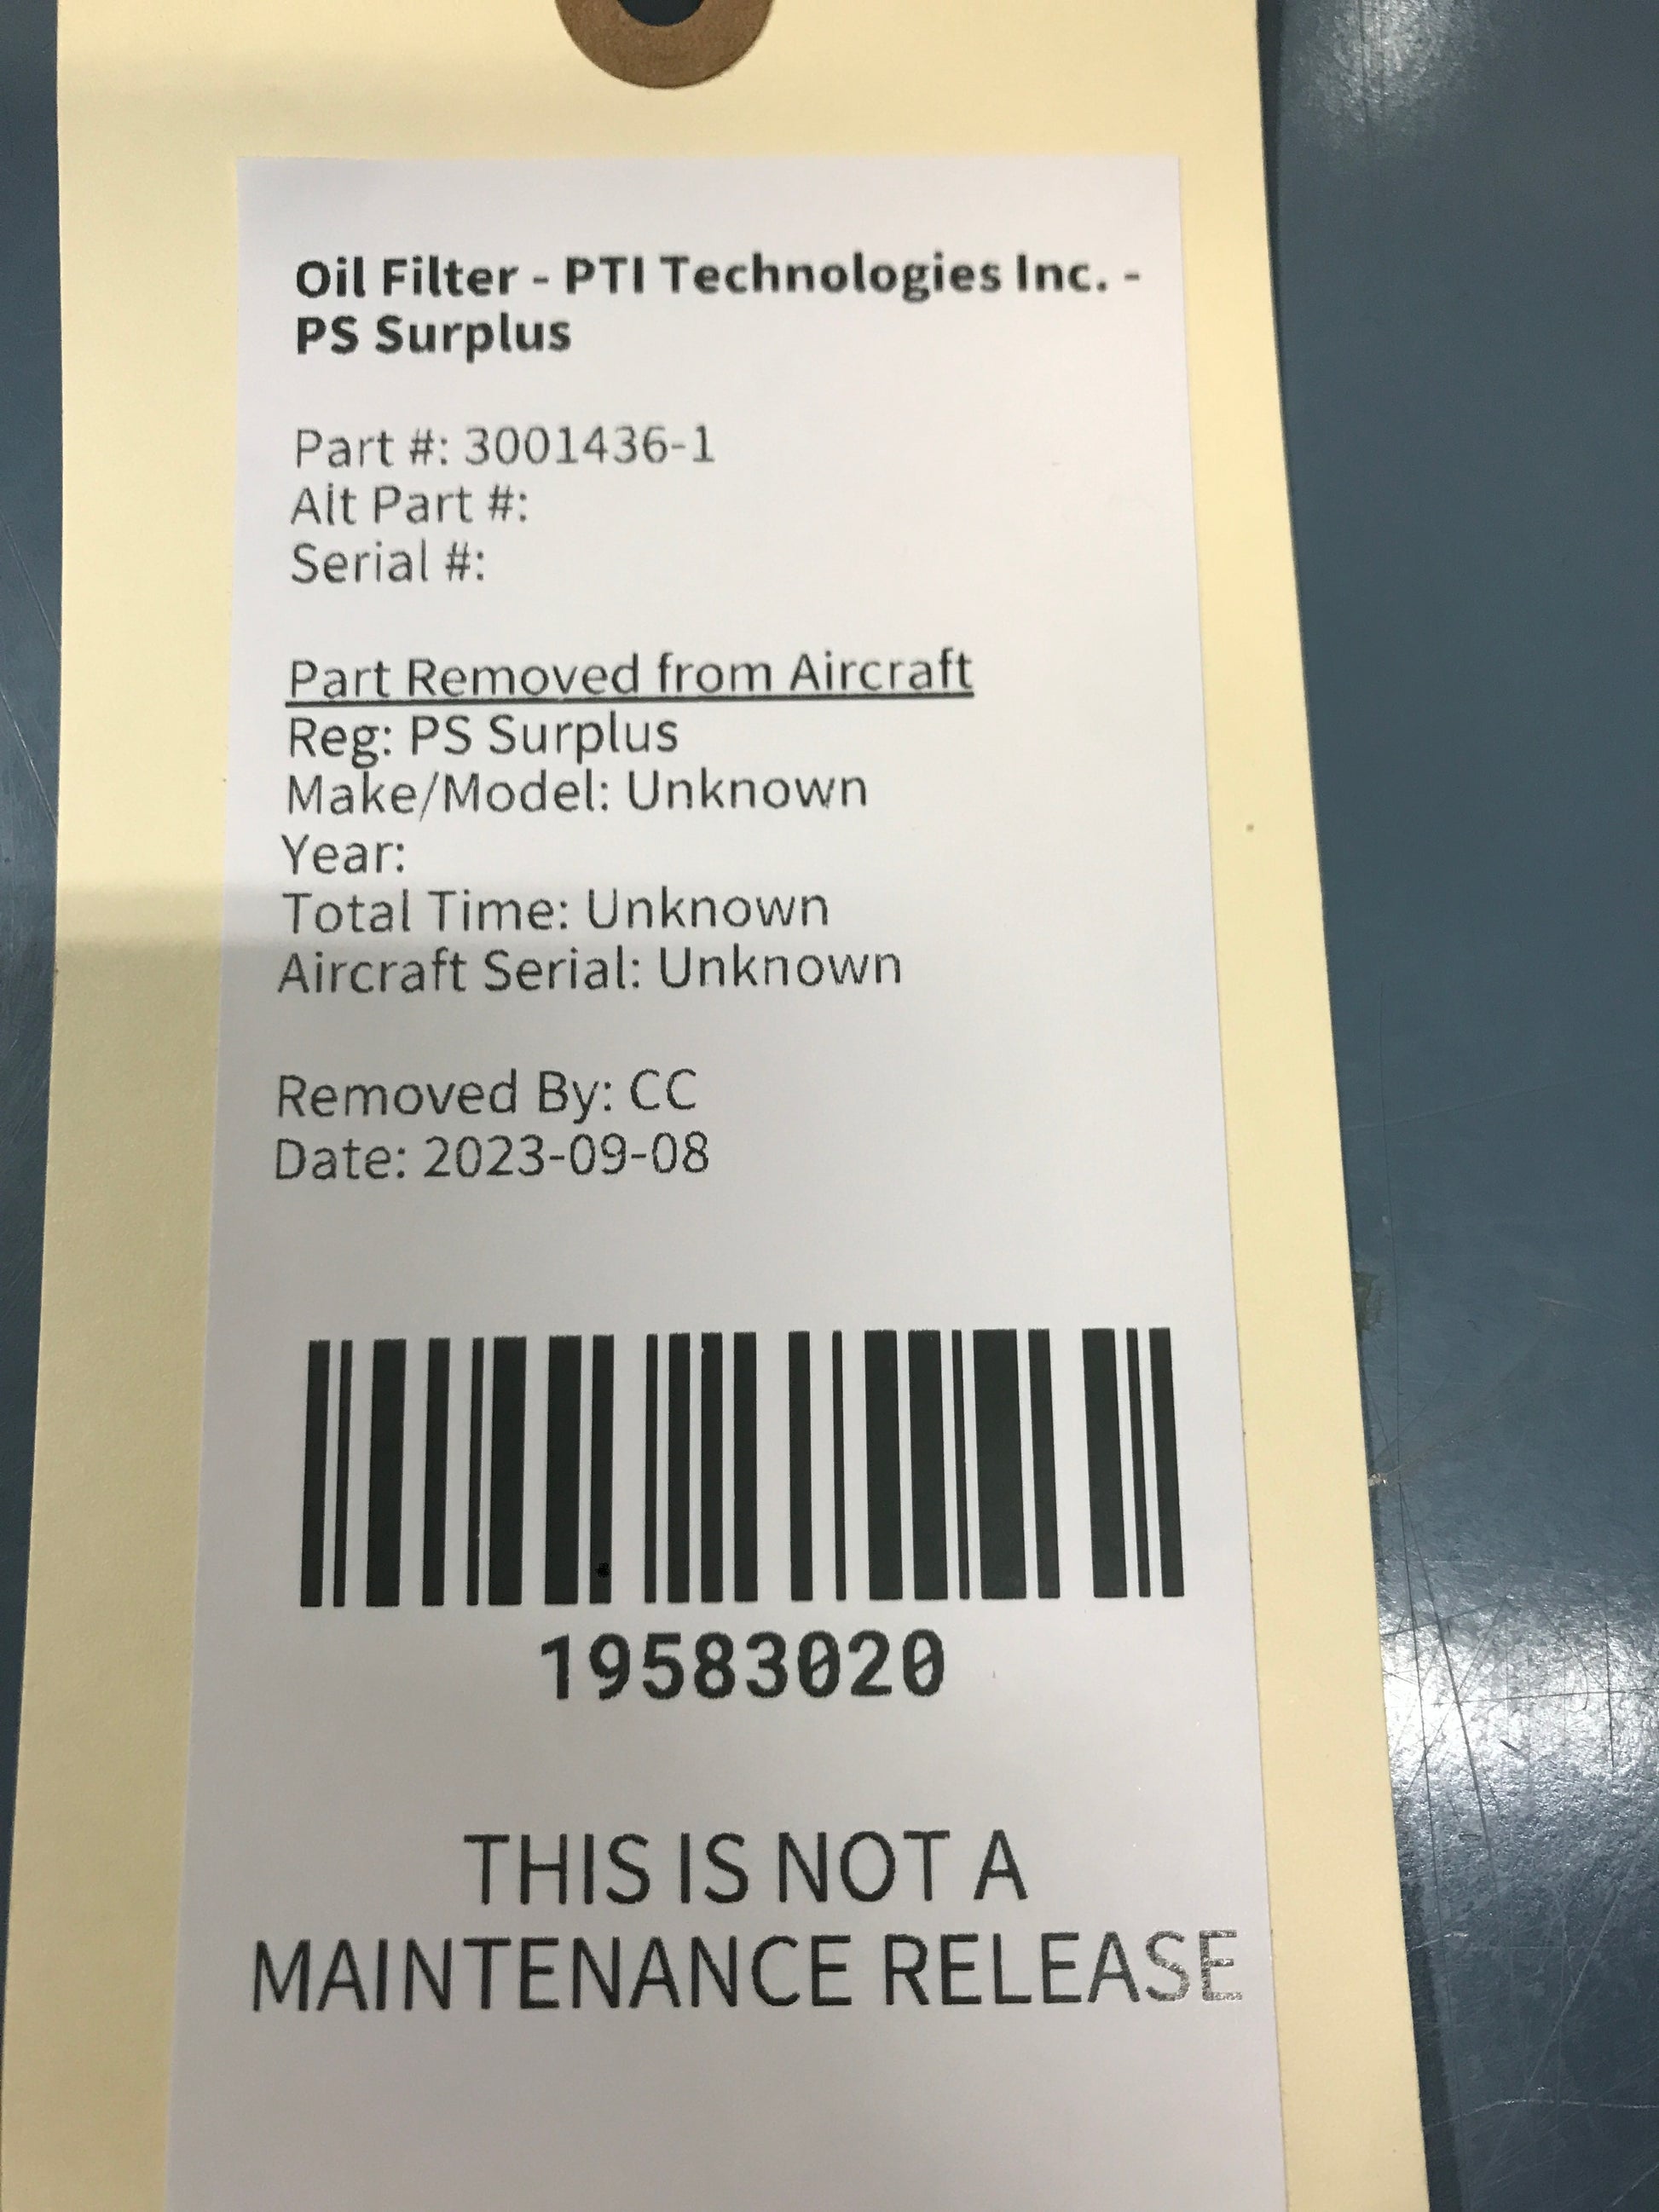 Oil Filter - PTI Technologies Inc. -
PS Surplus
Part #: 3001436-1
Alt Part #:
Serial #:
Part Removed from Aircraft
Reg: PS Surplus
Make/Model: Unknown
Year:
Total Time: Unknown
Aircraft Serial: Unknown
Removed By: CC
Date: 2023-09-08
19583020
THIS IS NOT A
MAINTENANCE RELEASE